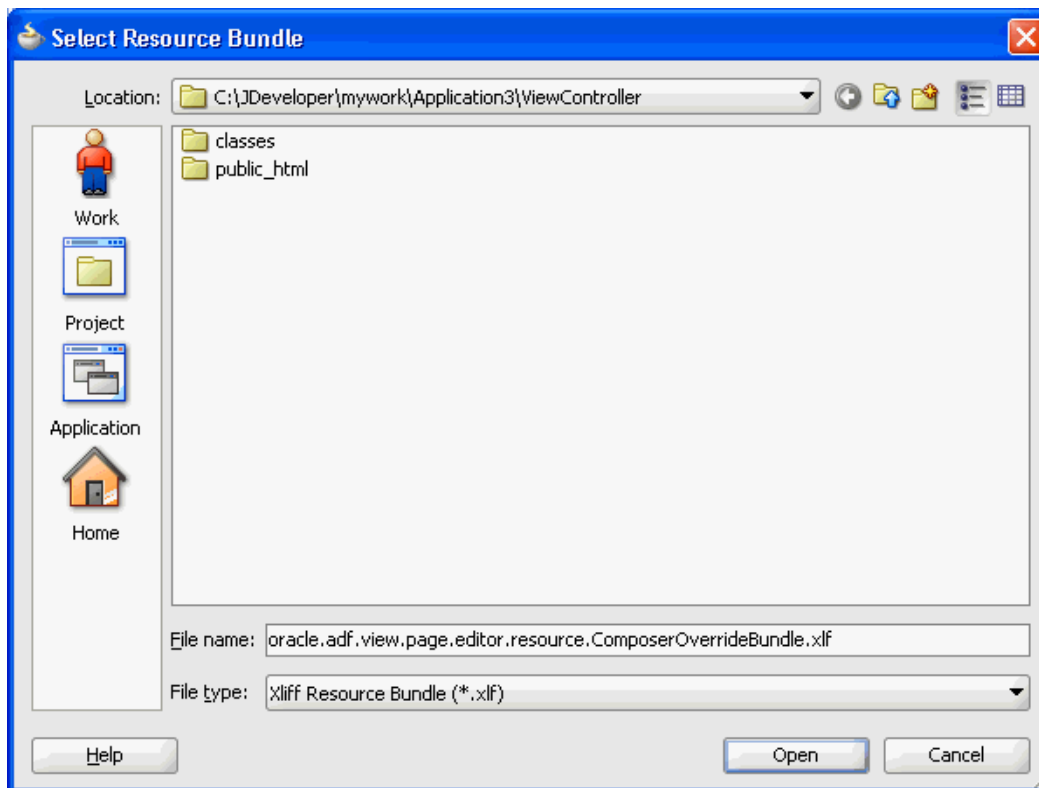 Select Resource Bundle
Location: C:\JDeveloper\mywork\Application3\ViewController
classes
public_html
Work
Project
Application
Home
File name: oracle.adf.view.page.editor.resource.ComposerOverrideBundle.xlf
File type: Xliff Resource Bundle (*.xlf)
Help Open Cancel